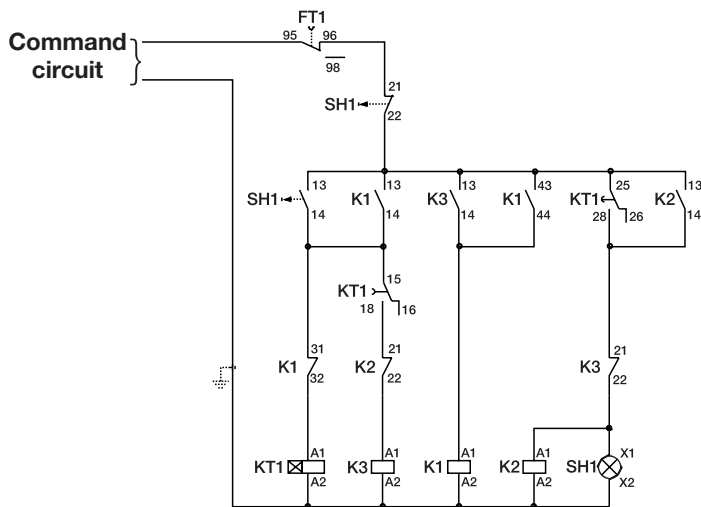 FT1
Command
circuit
95 96
98
21
SH1
22
13 13 13 43 25 13
SH1 K1 K3 K1 KT1 K2
14 14 14 44 28 26 14
15
KT1
18 16
31 21 21
K1 K2 K3
32 22 22
A1 A1 A1 A1 X1
KT1 K3 K1 K2 SH1
A2 A2 A2 A2 X2